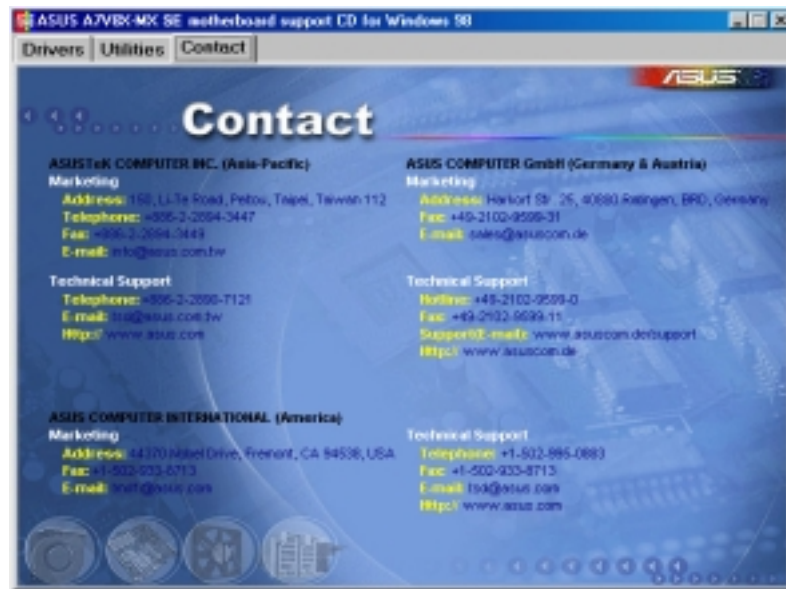 ASUS A7V8X-MX SE motherboard support CD for Windows 98
Drivers Utilities Contact
ASUS
Contact
ASUSTeK COMPUTER INC. (Asia-Pacific)
Marketing
Address: 150, Li-Te Road, Peitou, Taipei, Taiwan 112
Telephone: +886-2-2894-3447
Fax: +886-2-2894-3449
E-mail: info@asus.com.tw
Technical Support
Telephone: +886-2-2890-7121
E-mail: tsd@asus.com.tw
Http:// www.asus.com
ASUS COMPUTER GmbH (Germany & Austria)
Marketing
Address: Harkort Str. 25, 40880 Ratingen, BRD, Germany
Fax: +49-2102-9599-31
E-mail: sales@asuscom.de
Technical Support
Hotline: +49-2102-9599-0
Fax: +49-2102-9599-11
Support(E-mail): www.asuscom.de/support
Http:// www.asuscom.de
ASUS COMPUTER INTERNATIONAL (America)
Marketing
Address: 44370 Nobel Drive, Fremont, CA 94538, USA
Fax: +1-502-933-8713
E-mail:
Technical Support
Telephone: +1-502-995-0883
Fax: +1-502-933-8713
E-mail: tsd@asus.com
Http:// www.asus.com